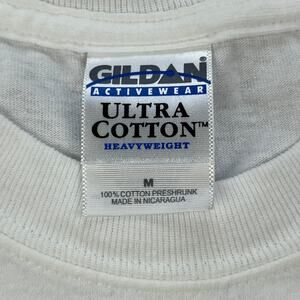 GILDAN
ACTIVEWEAR
ULTRA
COTTON™
HEAVYWEIGHT
M
100% COTTON PRESHRUNK
MADE IN NICARAGUA